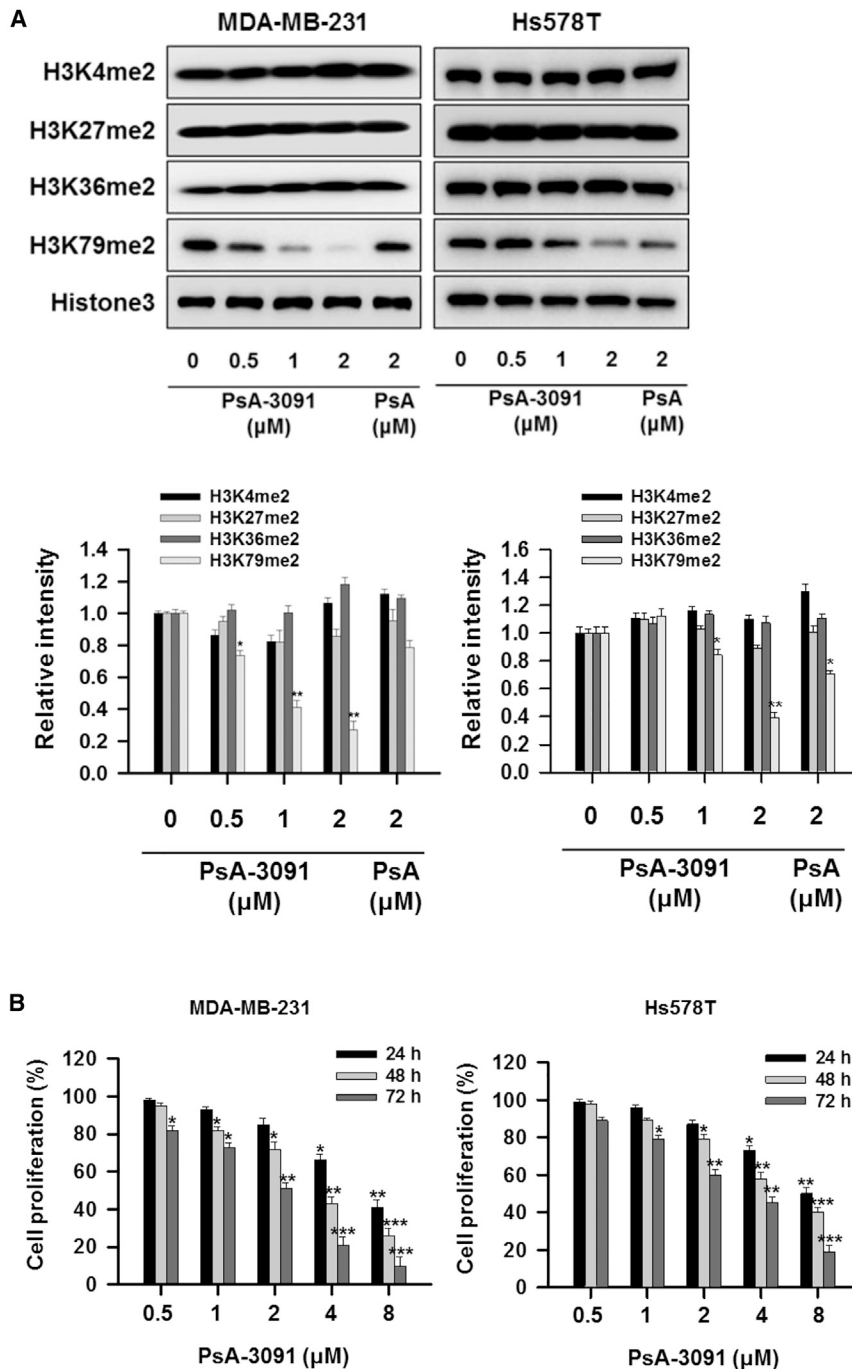 A
MDA-MB-231 Hs578T
H3K4me2
H3K27me2
H3K36me2
H3K79me2
Histone3
0 0.5 1 2 2 0 0.5 1 2 2
PsA-3091 PsA PsA-3091 PsA
(µM) (µM) (µM) (µM)
H3K4me2
H3K27me2
H3K36me2
H3K79me2
Relative intensity
1.4
1.2
1.0
0.8
0.6
0.4
0.2
0.0
*
**
**
0 0.5 1 2 2
PsA-3091 PsA
(µM) (µM)
H3K4me2
H3K27me2
H3K36me2
H3K79me2
Relative intensity
1.6
1.4
1.2
1.0
0.8
0.6
0.4
0.2
0.0
*
**
*
0 0.5 1 2 2
PsA-3091 PsA
(µM) (µM)
B
MDA-MB-231
24 h
48 h
72 h
Cell proliferation (%)
120
100
80
60
40
20
0
* * * * ** * ** *** ** *** ***
0.5 1 2 4 8
PsA-3091 (µM)
Hs578T
24 h
48 h
72 h
Cell proliferation (%)
120
100
80
60
40
20
0
* * ** * ** ** ** *** ***
0.5 1 2 4 8
PsA-3091 (µM)